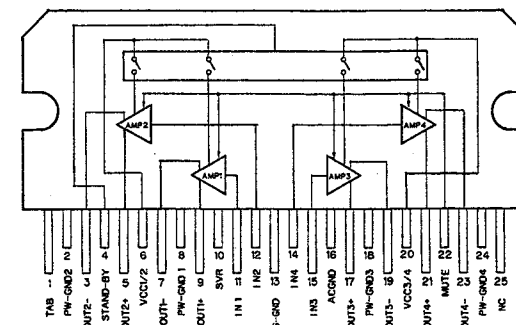 AMP2
AMP4
AMP1
AMP3
1 TAB
2 PW-GND2
3 OUT2-
4 STAND-BY
5 OUT2+
6 VCC1/2
7 OUT1-
8 PW-GND1
9 OUT1+
10 SVR
11 IN1
12 IN2
13 S-GND
14 IN4
15 IN3
16 ACGND
17 OUT3+
18 PW-GND3
19 OUT3-
20 VCC3/4
21 OUT4+
22 MUTE
23 OUT4-
24 PW-GND4
25 NC